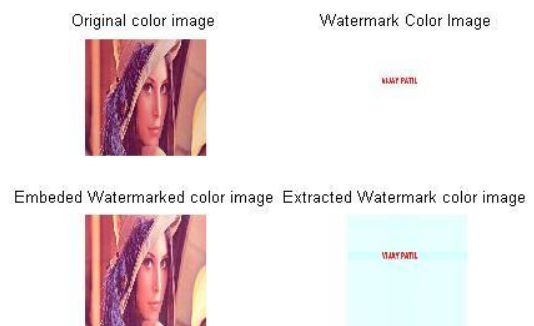 Original color image
Watermark Color Image
VIJAY PATIL
Embeded Watermarked color image
Extracted Watermark color image
VIJAY PATIL